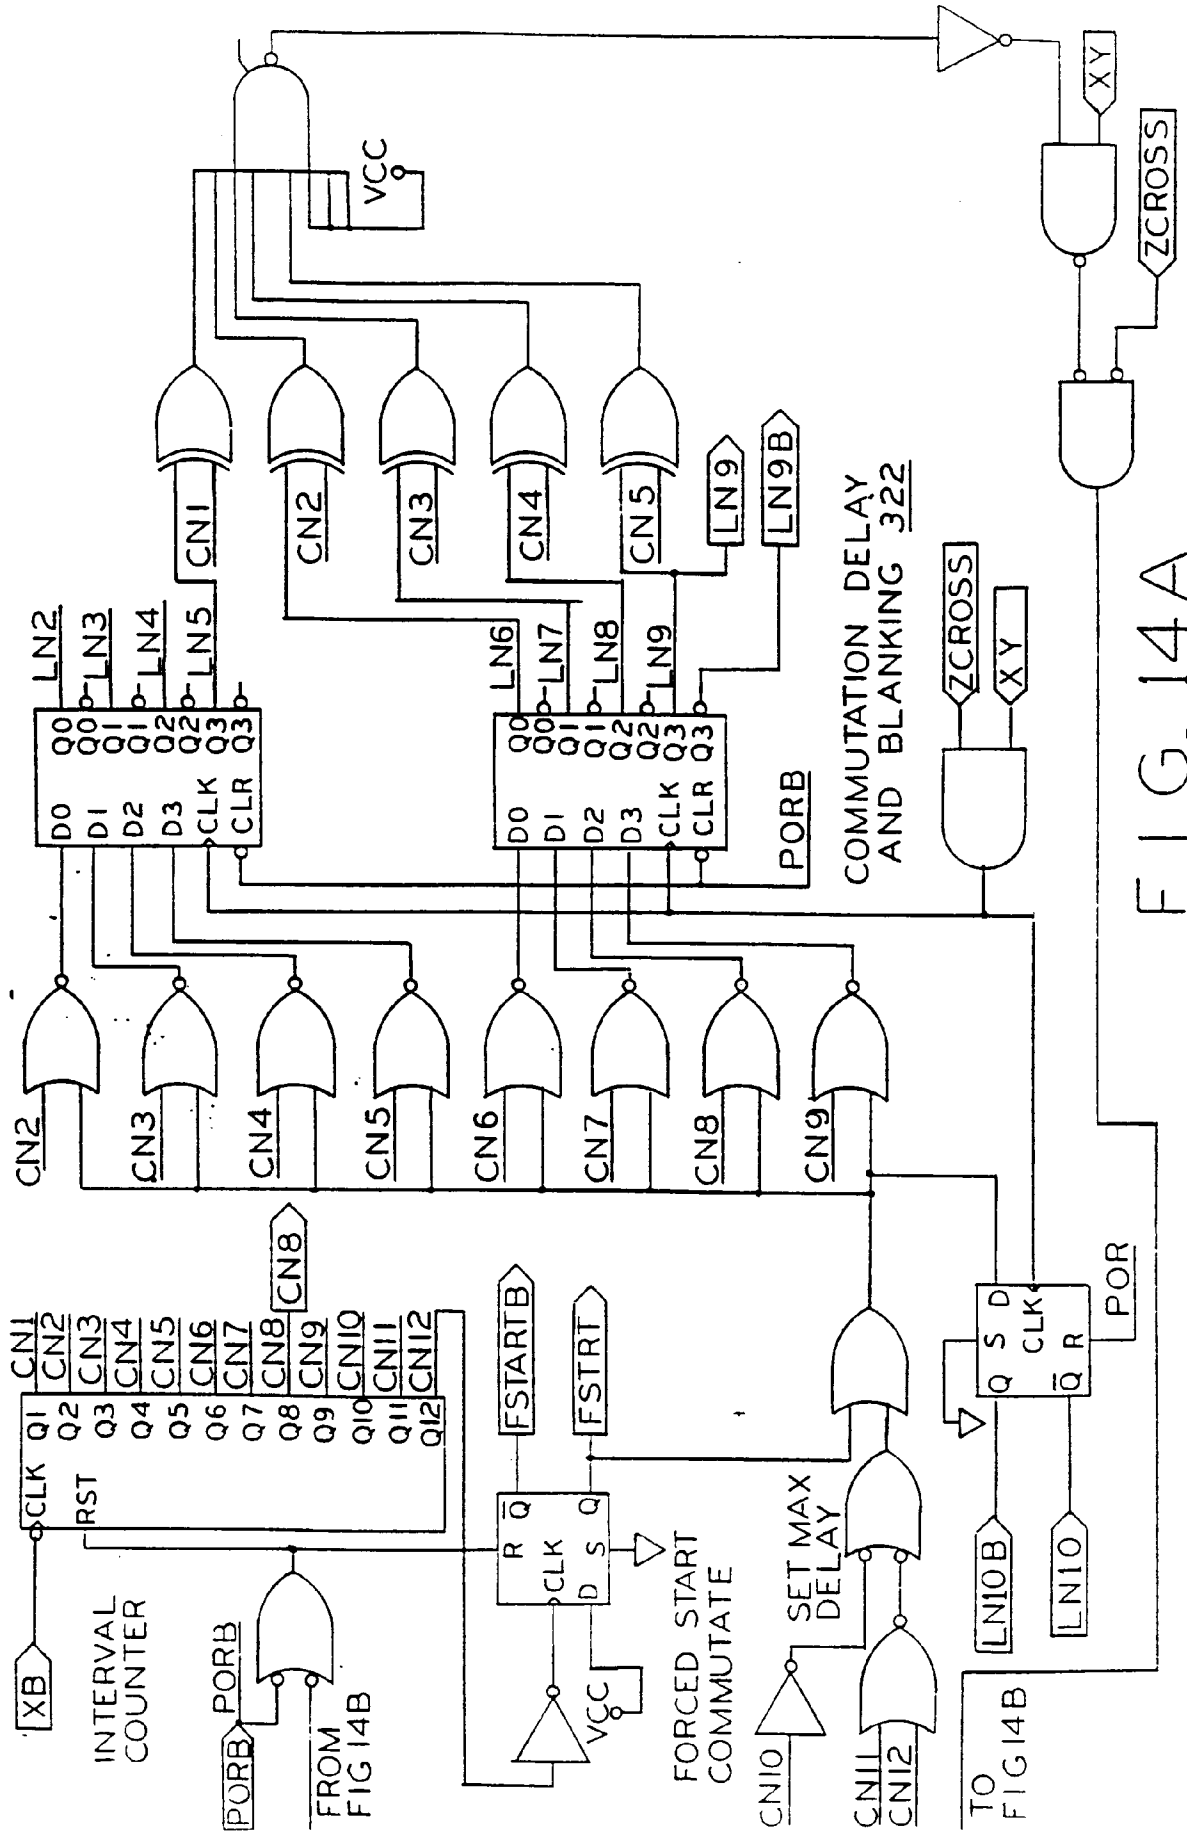 XB
INTERVAL
COUNTER
CLK
RST
Q1
Q2
Q3
Q4
Q5
Q6
Q7
Q8
Q9
Q10
Q11
Q12
CN1
CN2
CN3
CN4
CN5
CN6
CN7
CN8
CN9
CN10
CN11
CN12
CN8
PORB
PORB
FROM
FIG 14B
R
CLK
D
S
Q̅
Q
FSTARTB
FSTRT
VCC
FORCED START
COMMUTATE
CN10
SET MAX
DELAY
CN11
CN12
TO
FIG 14B
LN10B
LN10
Q
S
D
CLK
Q̅
R
POR
CN2
CN3
CN4
CN5
CN6
CN7
CN8
CN9
D0
D1
D2
D3
CLK
CLR
Q0
Q0
Q1
Q1
Q2
Q2
Q3
Q3
LN2
LN3
LN4
LN5
D0
D1
D2
D3
CLK
CLR
Q0
Q0
Q1
Q1
Q2
Q2
Q3
Q3
LN6
LN7
LN8
LN9
PORB
CN1
CN2
CN3
CN4
CN5
LN9
LN9B
VCC
COMMUTATION DELAY
AND BLANKING 322
ZCROSS
XY
XY
ZCROSS
FIG. 14A